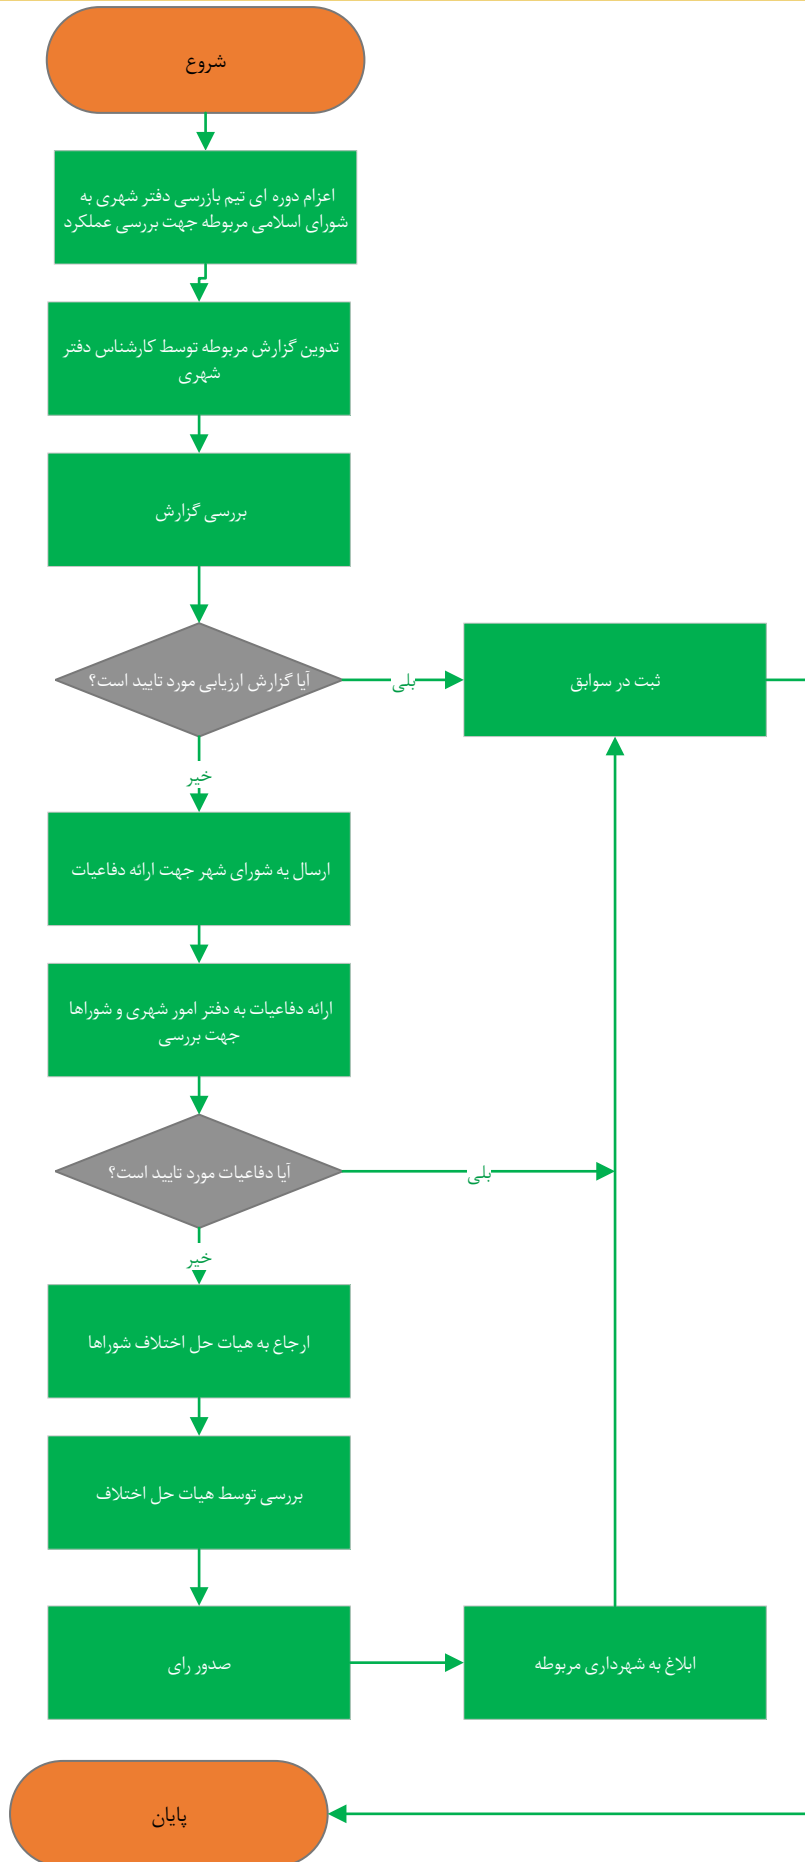 شروع
اعزام دوره ای تیم بازرسی دفتر شهری به
شورای اسلامی مربوطه جهت بررسی عملکرد
تدوین گزارش مربوطه توسط کارشناس دفتر
شهری
بررسی گزارش
آیا گزارش ارزیابی مورد تایید است؟
بلی
ثبت در سوابق
خیر
ارسال یه شورای شهر جهت ارائه دفاعیات
ارائه دفاعیات به دفتر امور شهری و شوراها
جهت بررسی
آیا دفاعیات مورد تایید است؟
بلی
خیر
ارجاع به هیات حل اختلاف شوراها
بررسی توسط هیات حل اختلاف
صدور رای
ابلاغ به شهرداری مربوطه
پایان